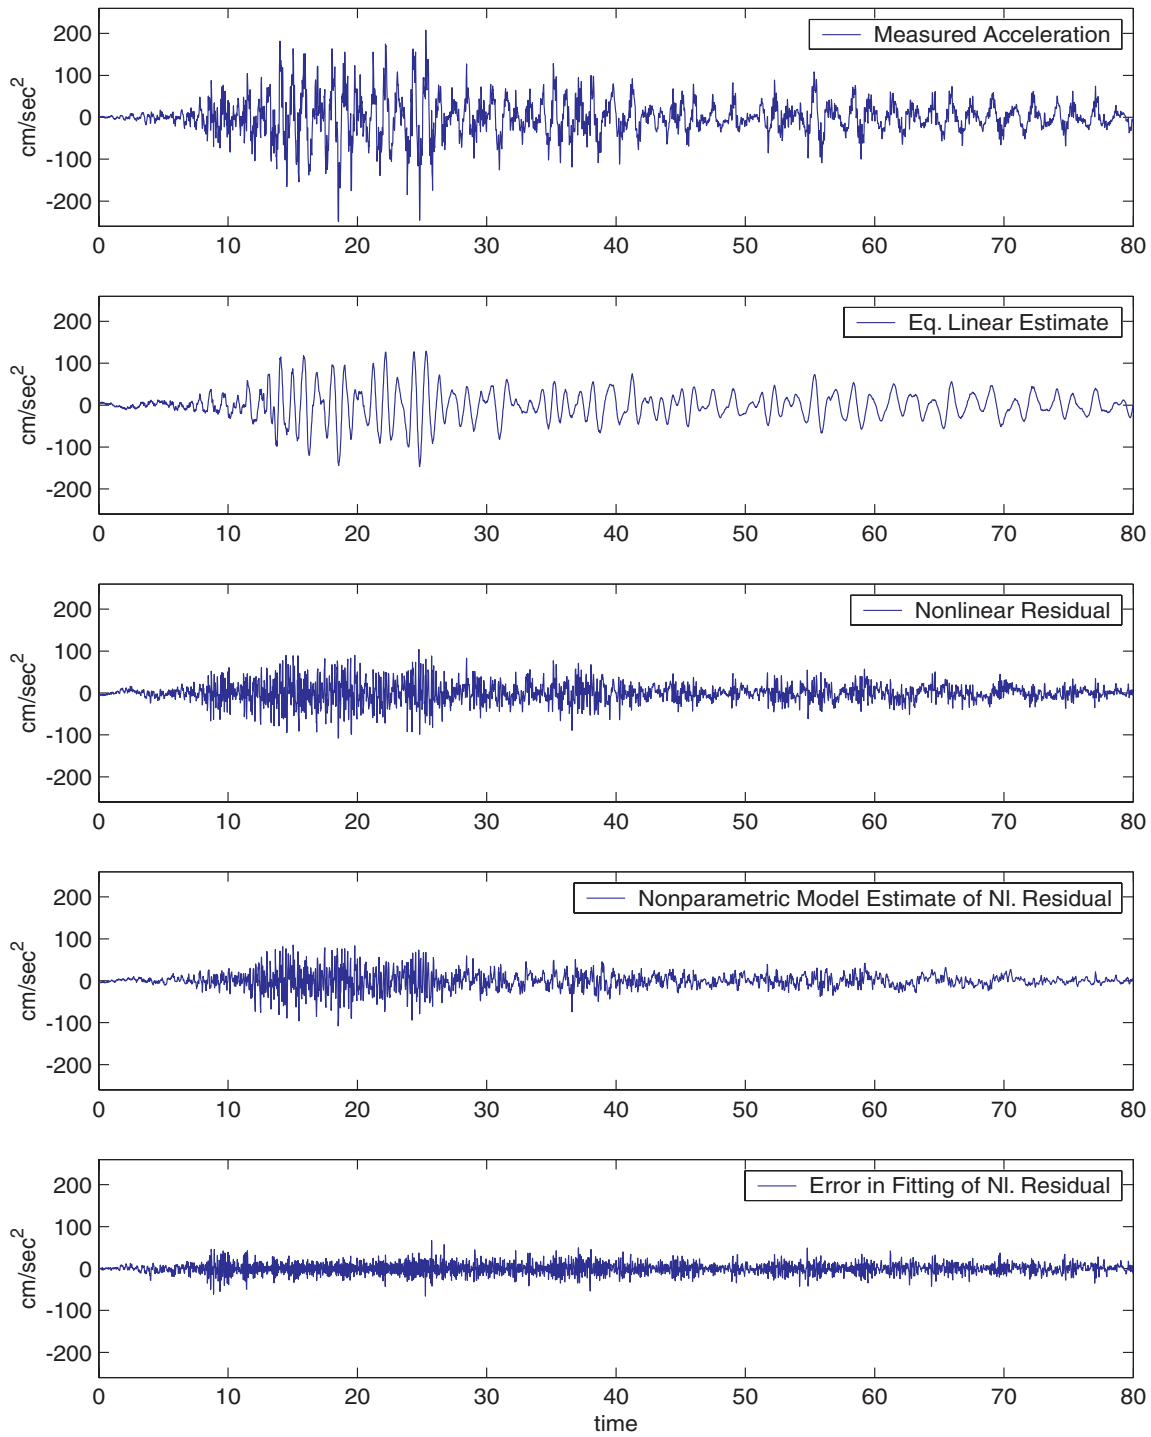 Measured Acceleration
cm/sec²
200
100
0
-100
-200
0 10 20 30 40 50 60 70 80
Eq. Linear Estimate
cm/sec²
200
100
0
-100
-200
0 10 20 30 40 50 60 70 80
Nonlinear Residual
cm/sec²
200
100
0
-100
-200
0 10 20 30 40 50 60 70 80
Nonparametric Model Estimate of Nl. Residual
cm/sec²
200
100
0
-100
-200
0 10 20 30 40 50 60 70 80
Error in Fitting of Nl. Residual
cm/sec²
200
100
0
-100
-200
0 10 20 30 40 50 60 70 80
time